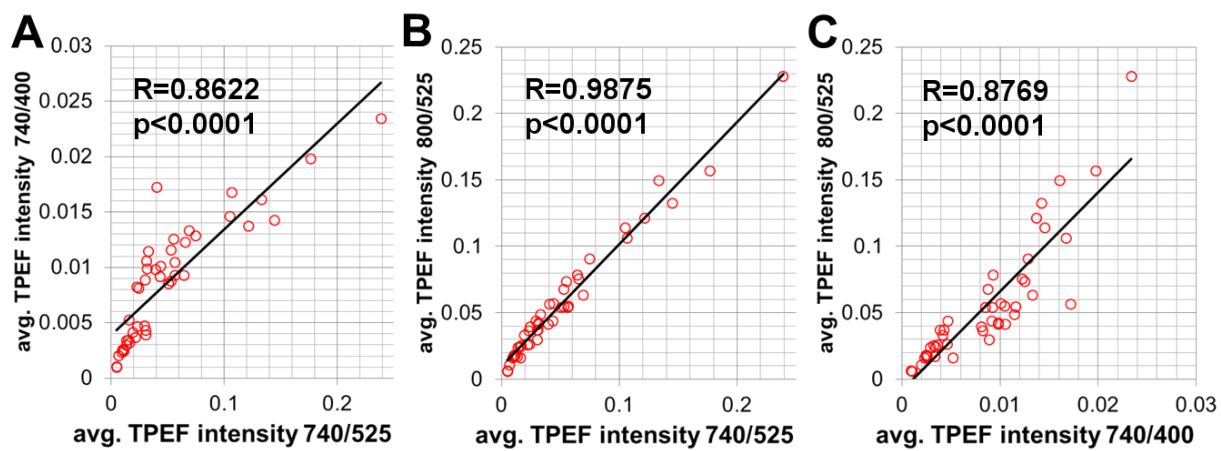 A
avg. TPEF intensity 740/400
0.03
0.025
0.02
0.015
0.01
0.005
0
R=0.8622
p<0.0001
0 0.1 0.2
avg. TPEF intensity 740/525
B
avg. TPEF intensity 800/525
0.25
0.2
0.15
0.1
0.05
0
R=0.9875
p<0.0001
0 0.1 0.2
avg. TPEF intensity 740/525
C
avg. TPEF intensity 800/525
0.25
0.2
0.15
0.1
0.05
0
R=0.8769
p<0.0001
0 0.01 0.02 0.03
avg. TPEF intensity 740/400